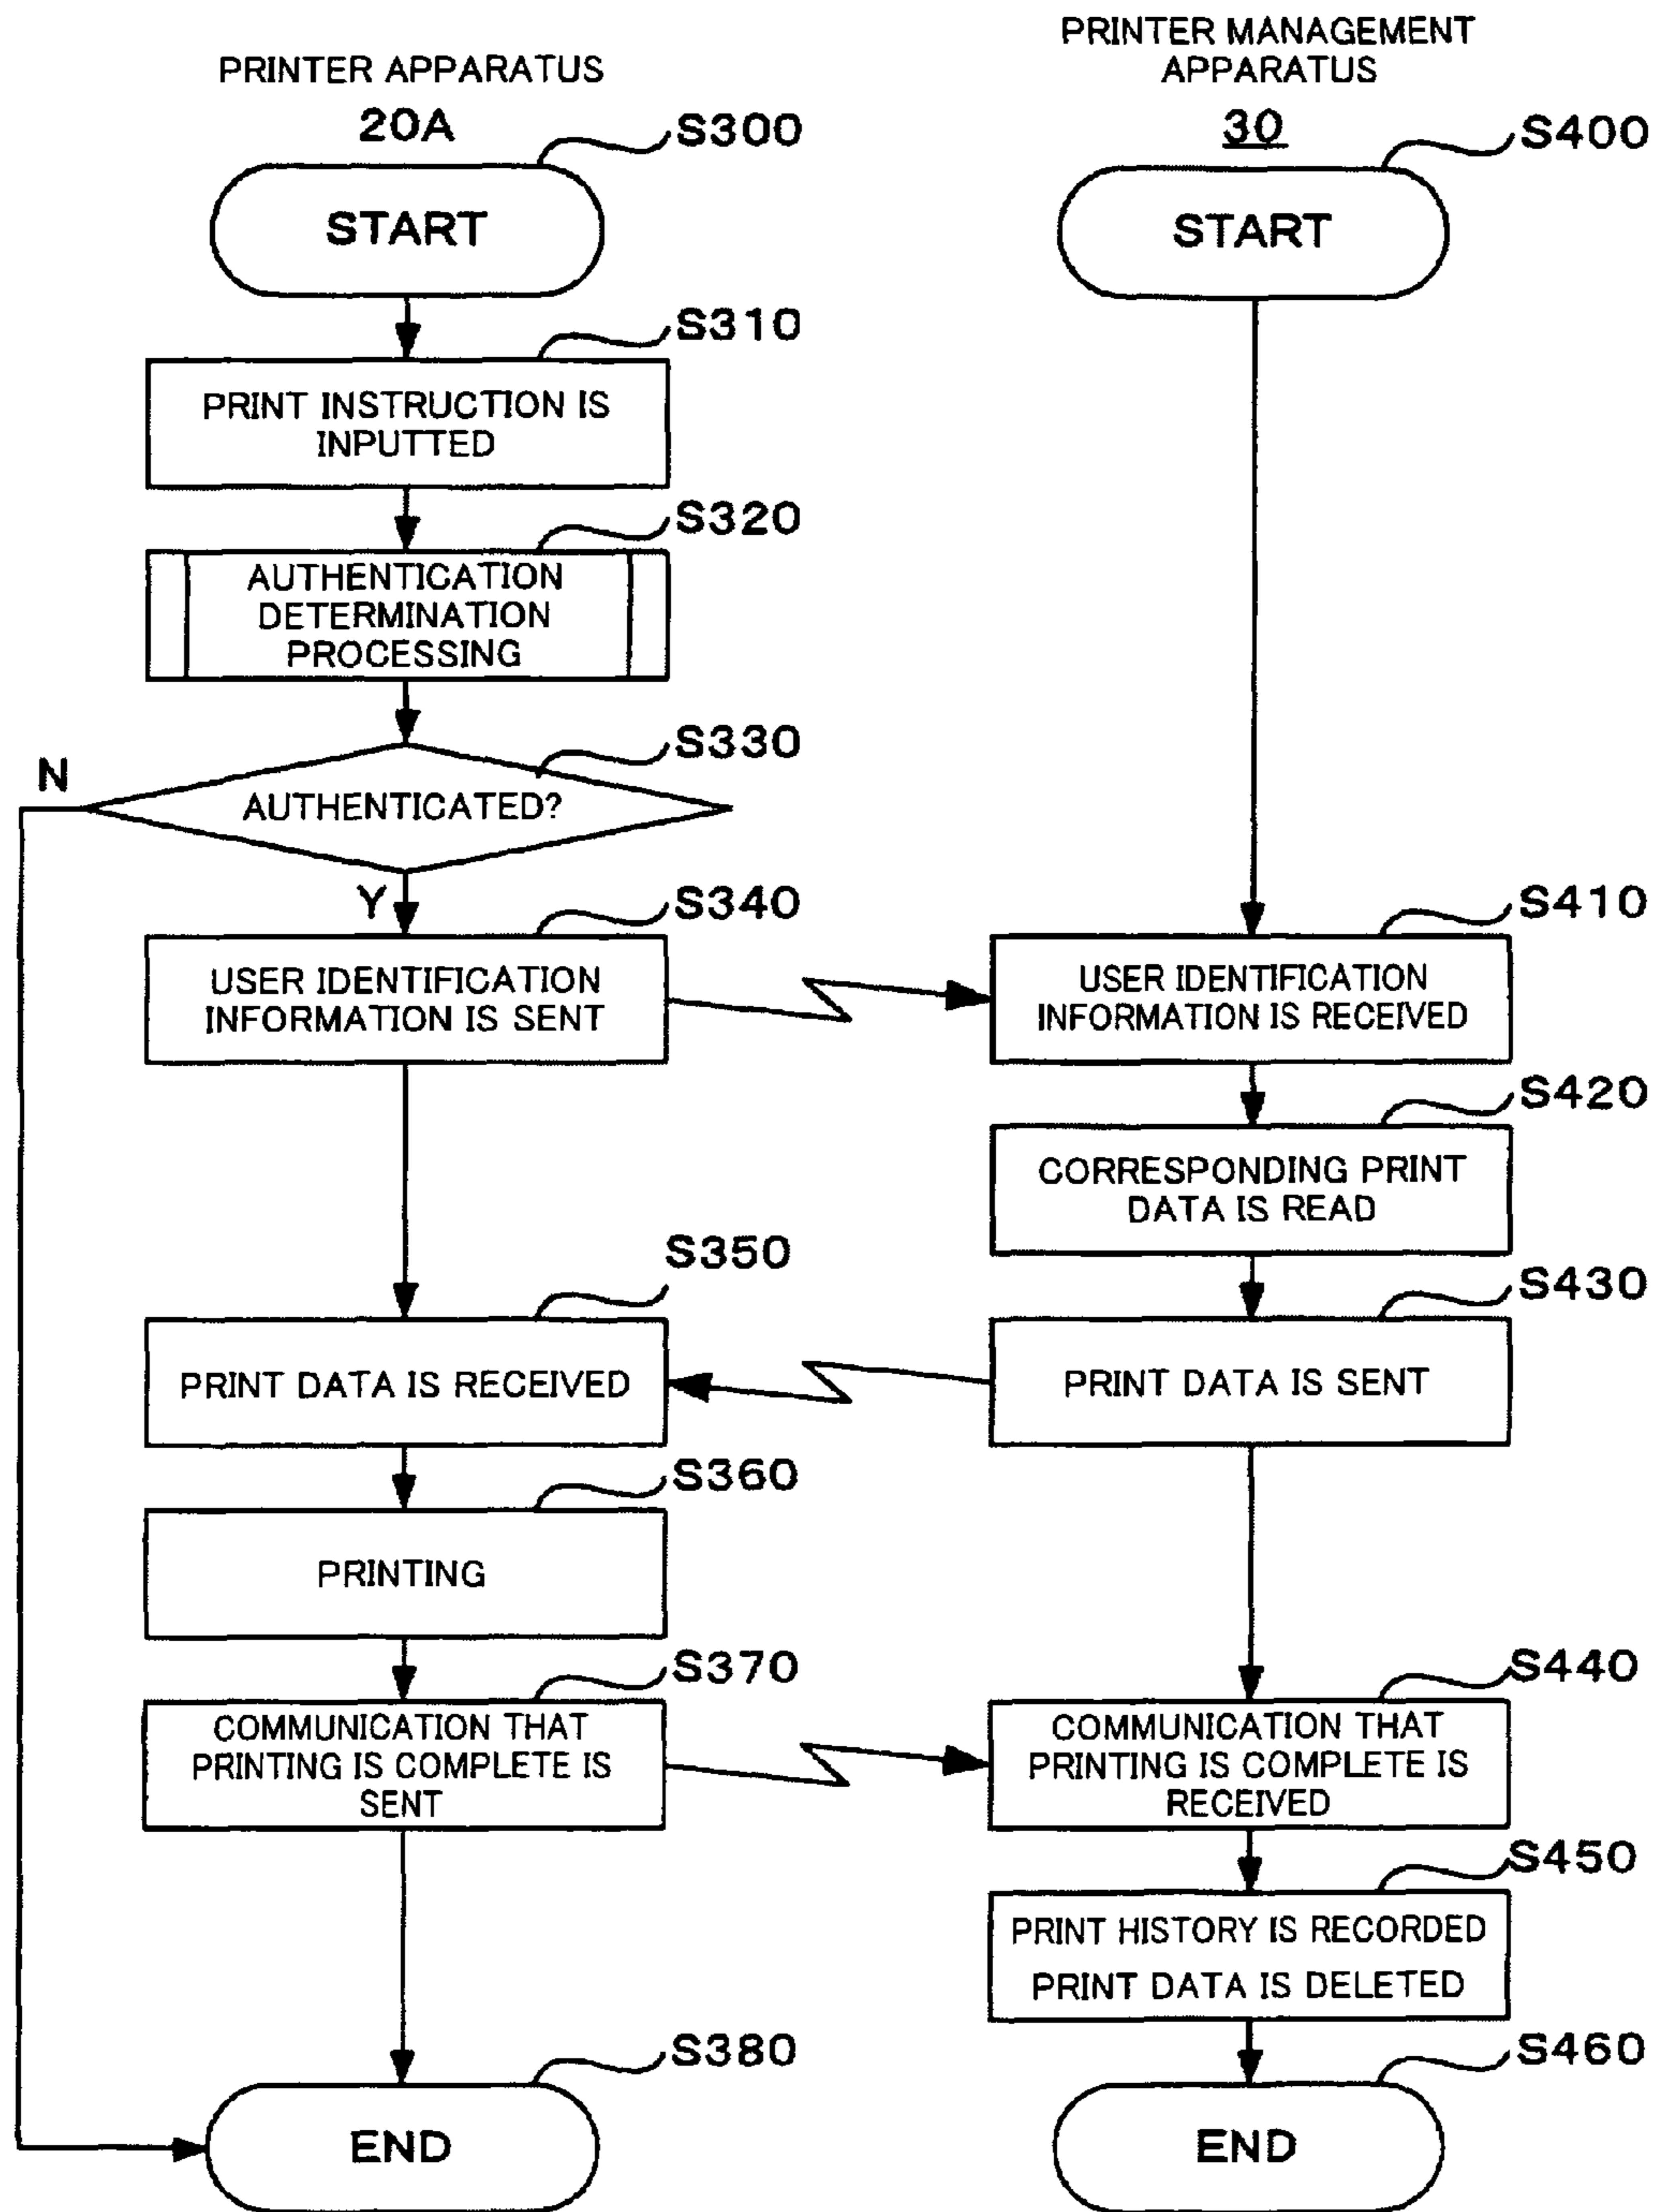 PRINTER APPARATUS
20A
S300
START
S310
PRINT INSTRUCTION IS
INPUTTED
S320
AUTHENTICATION
DETERMINATION
PROCESSING
S330
N
AUTHENTICATED?
Y
S340
USER IDENTIFICATION
INFORMATION IS SENT
S350
PRINT DATA IS RECEIVED
S360
PRINTING
S370
COMMUNICATION THAT
PRINTING IS COMPLETE IS
SENT
S380
END
PRINTER MANAGEMENT
APPARATUS
30
S400
START
S410
USER IDENTIFICATION
INFORMATION IS RECEIVED
S420
CORRESPONDING PRINT
DATA IS READ
S430
PRINT DATA IS SENT
S440
COMMUNICATION THAT
PRINTING IS COMPLETE IS
RECEIVED
S450
PRINT HISTORY IS RECORDED
PRINT DATA IS DELETED
S460
END